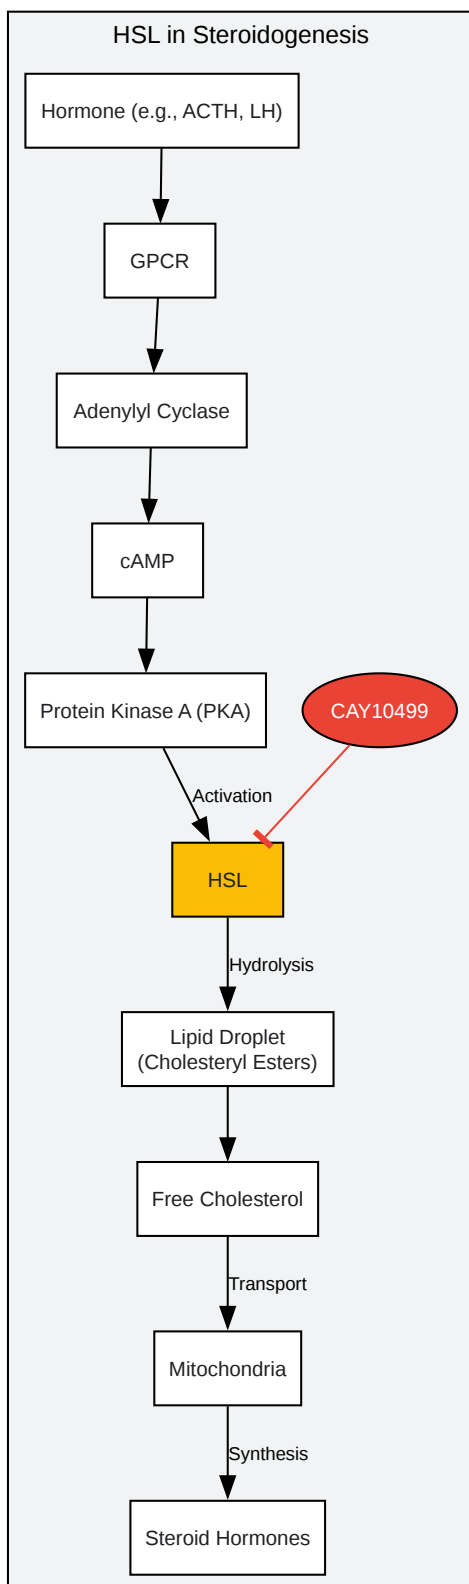 HSL in Steroidogenesis
Hormone (e.g., ACTH, LH)
GPCR
Adenylyl Cyclase
cAMP
Protein Kinase A (PKA)
CAY10499
Activation
HSL
Hydrolysis
Lipid Droplet
(Cholesteryl Esters)
Free Cholesterol
Transport
Mitochondria
Synthesis
Steroid Hormones